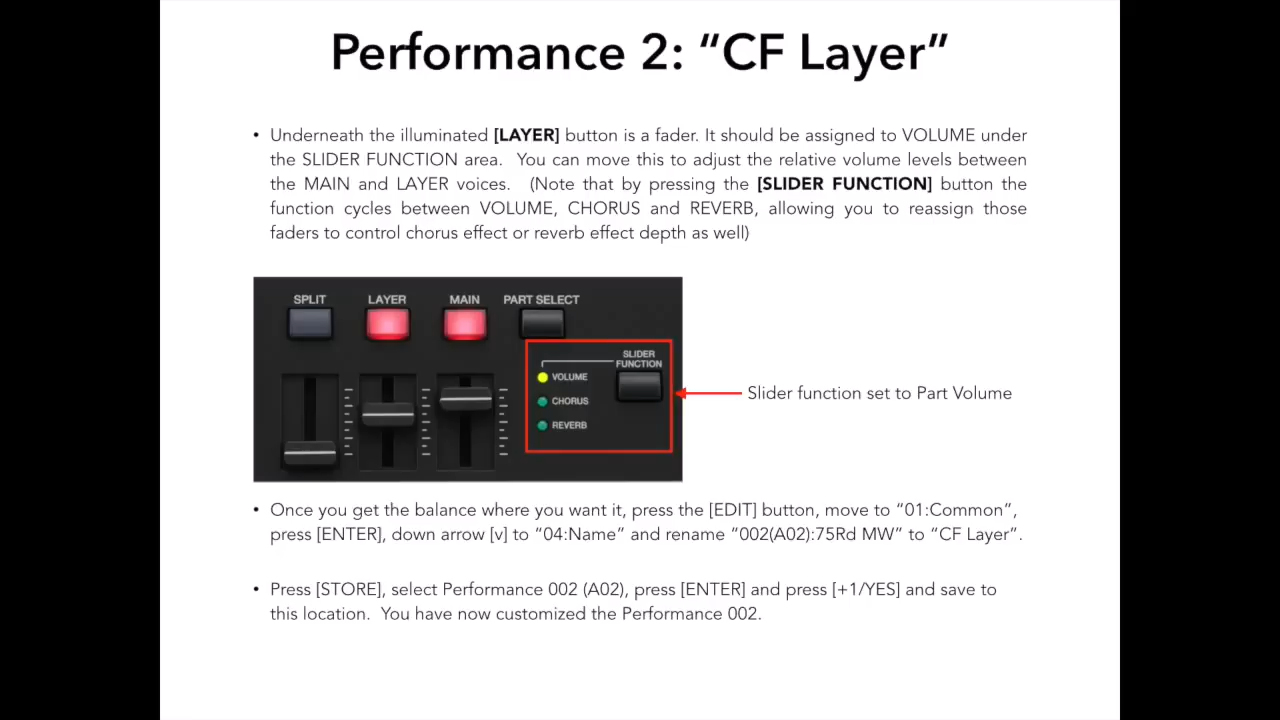 Performance 2: “CF Layer”
• Underneath the illuminated [LAYER] button is a fader. It should be assigned to VOLUME under
the SLIDER FUNCTION area.  You can move this to adjust the relative volume levels between
the MAIN and LAYER voices.  (Note that by pressing the [SLIDER FUNCTION] button the
function cycles between VOLUME, CHORUS and REVERB, allowing you to reassign those
faders to control chorus effect or reverb effect depth as well)
SPLIT LAYER MAIN PART SELECT
SLIDER
FUNCTION
VOLUME
CHORUS
REVERB
Slider function set to Part Volume
• Once you get the balance where you want it, press the [EDIT] button, move to “01:Common”,
press [ENTER], down arrow [v] to “04:Name” and rename “002(A02):75Rd MW” to “CF Layer”.
• Press [STORE], select Performance 002 (A02), press [ENTER] and press [+1/YES] and save to
this location.  You have now customized the Performance 002.